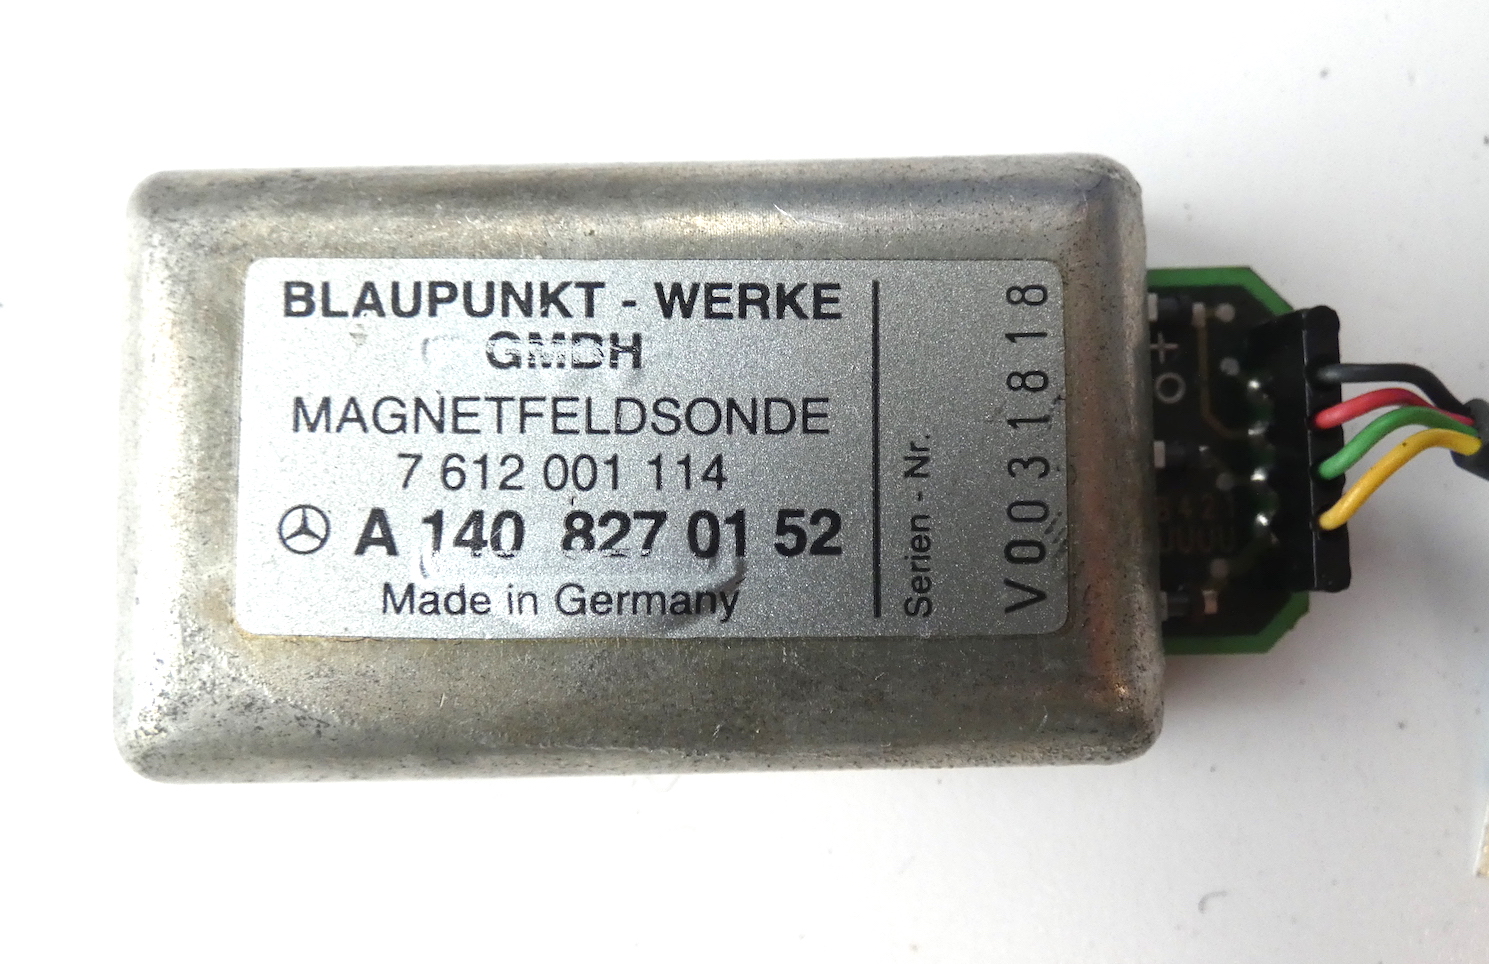 BLAUPUNKT - WERKE
GMBH
MAGNETFELDSONDE
7 612 001 114
A 140 827 01 52
Made in Germany
Serien - Nr.
V0031818
+